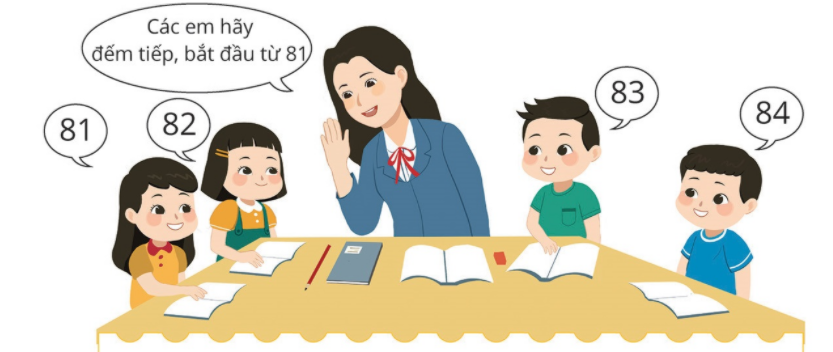 Các em hãy
đếm tiếp, bắt đầu từ 81
81
82
83
84